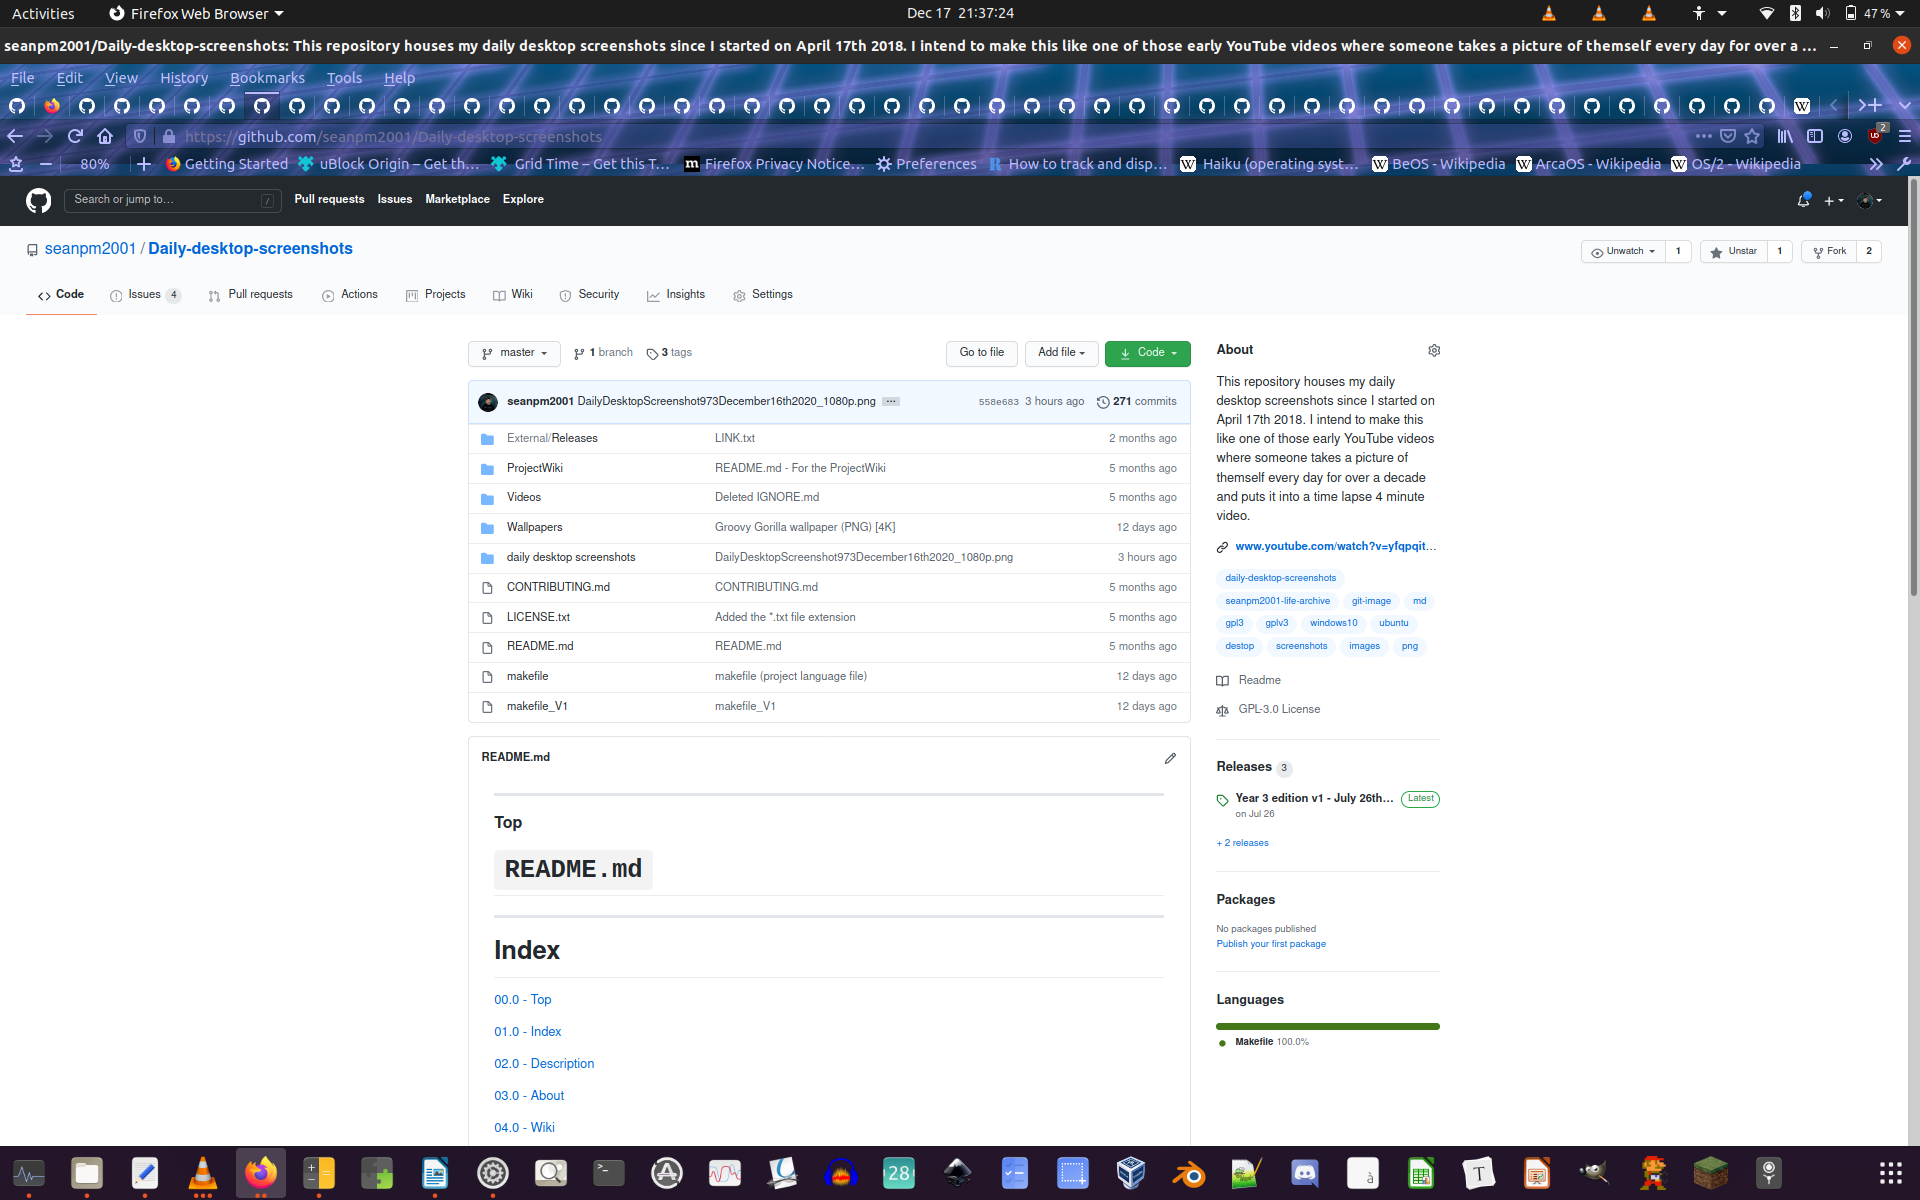 Activities Firefox Web Browser Dec 17 21:37:24 47 %
seanpm2001/Daily-desktop-screenshots: This repository houses my daily desktop screenshots since I started on April 17th 2018. I intend to make this like one of those early YouTube videos where someone takes a picture of themself every day for over a ...
File Edit View History Bookmarks Tools Help
https://github.com/seanpm2001/Daily-desktop-screenshots 2
80% Getting Started uBlock Origin – Get th... Grid Time – Get this T... Firefox Privacy Notice... Preferences How to track and disp... Haiku (operating syst... BeOS - Wikipedia ArcaOS - Wikipedia OS/2 - Wikipedia
Search or jump to... / Pull requests Issues Marketplace Explore
seanpm2001 / Daily-desktop-screenshots Unwatch 1 Unstar 1 Fork 2
Code Issues 4 Pull requests Actions Projects Wiki Security Insights Settings
master 1 branch 3 tags Go to file Add file Code
seanpm2001 DailyDesktopScreenshot973December16th2020_1080p.png ... 558e683 3 hours ago 271 commits
External/Releases LINK.txt 2 months ago
ProjectWiki README.md - For the ProjectWiki 5 months ago
Videos Deleted IGNORE.md 5 months ago
Wallpapers Groovy Gorilla wallpaper (PNG) [4K] 12 days ago
daily desktop screenshots DailyDesktopScreenshot973December16th2020_1080p.png 3 hours ago
CONTRIBUTING.md CONTRIBUTING.md 5 months ago
LICENSE.txt Added the *.txt file extension 5 months ago
README.md README.md 5 months ago
makefile makefile (project language file) 12 days ago
makefile_V1 makefile_V1 12 days ago
README.md
Top
README.md
Index
00.0 - Top
01.0 - Index
02.0 - Description
03.0 - About
04.0 - Wiki
About
This repository houses my daily
desktop screenshots since I started on
April 17th 2018. I intend to make this
like one of those early YouTube videos
where someone takes a picture of
themself every day for over a decade
and puts it into a time lapse 4 minute
video.
www.youtube.com/watch?v=yfqpqit...
daily-desktop-screenshots
seanpm2001-life-archive git-image md
gpl3 gplv3 windows10 ubuntu
destop screenshots images png
Readme
GPL-3.0 License
Releases 3
Year 3 edition v1 - July 26th... Latest
on Jul 26
+ 2 releases
Packages
No packages published
Publish your first package
Languages
Makefile 100.0%
28